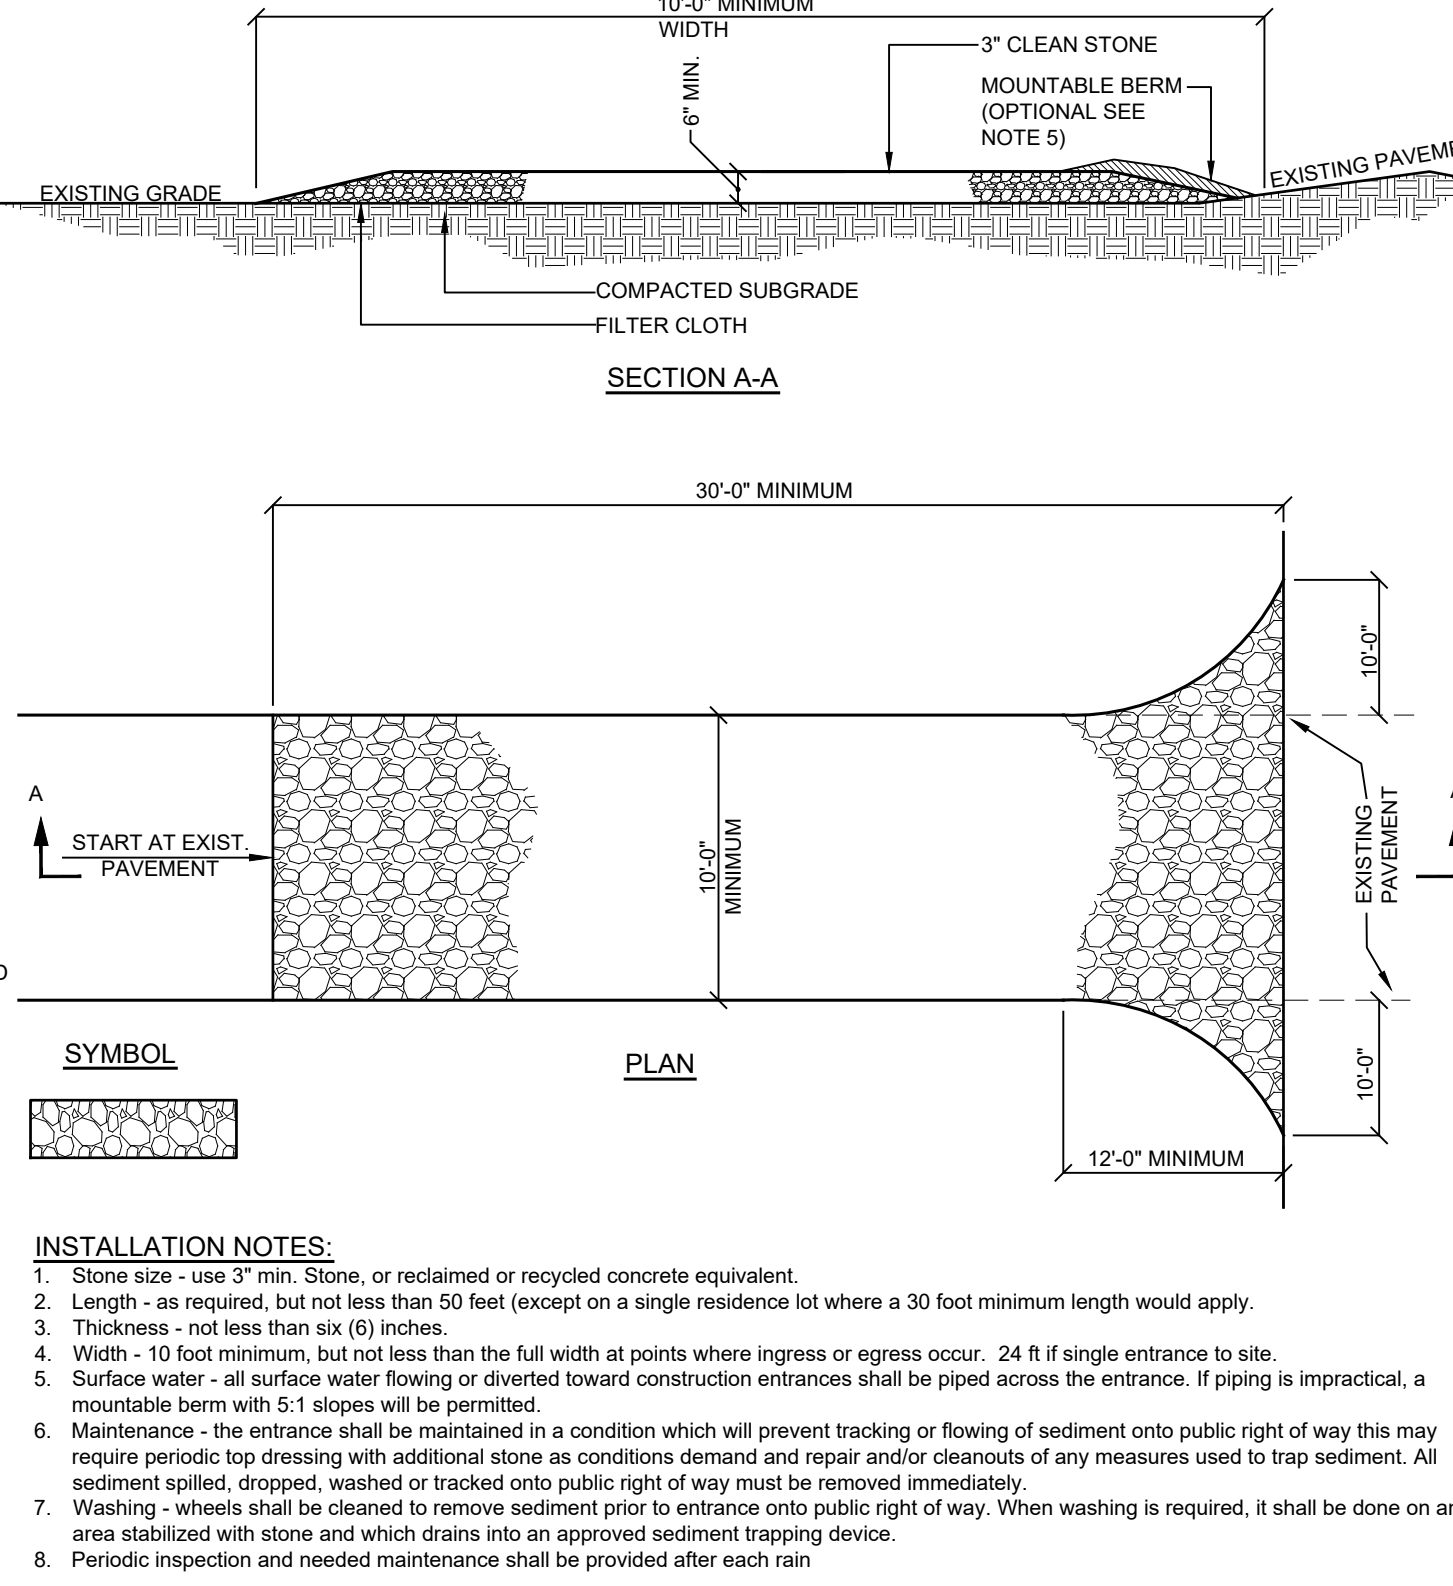 10'-0" MINIMUM
WIDTH
6" MIN.
3" CLEAN STONE
MOUNTABLE BERM
(OPTIONAL SEE
NOTE 5)
EXISTING GRADE
EXISTING
COMPACTED SUBGRADE
FILTER CLOTH
SECTION A-A
30'-0" MINIMUM
10'-0"
A
START AT EXIST.
PAVEMENT
10'-0"
MINIMUM
EXISTING
PAVEMENT
SYMBOL
PLAN
10'-0"
12'-0" MINIMUM
INSTALLATION NOTES:
1. Stone size - use 3" min. Stone, or reclaimed or recycled concrete equivalent.
2. Length - as required, but not less than 50 feet (except on a single residence lot where a 30 foot minimum length would apply.
3. Thickness - not less than six (6) inches.
4. Width - 10 foot minimum, but not less than the full width at points where ingress or egress occur. 24 ft if single entrance to site.
5. Surface water - all surface water flowing or diverted toward construction entrances shall be piped across the entrance. If piping is impractical, a
mountable berm with 5:1 slopes will be permitted.
6. Maintenance - the entrance shall be maintained in a condition which will prevent tracking or flowing of sediment onto public right of way this may
require periodic top dressing with additional stone as conditions demand and repair and/or cleanouts of any measures used to trap sediment. All
sediment spilled, dropped, washed or tracked onto public right of way must be removed immediately.
7. Washing - wheels shall be cleaned to remove sediment prior to entrance onto public right of way. When washing is required, it shall be done on
area stabilized with stone and which drains into an approved sediment trapping device.
8. Periodic inspection and needed maintenance shall be provided after each rain